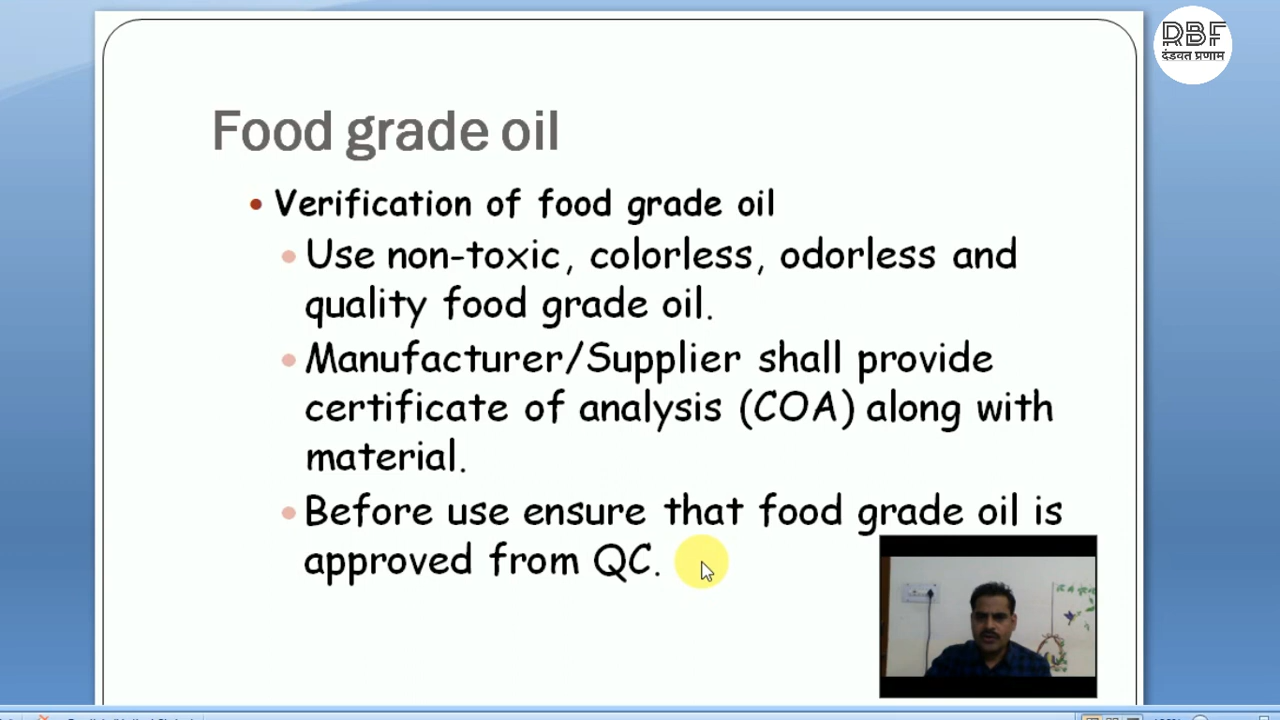 RBF
दंडवत प्रणाम
Food grade oil
Verification of food grade oil
Use non-toxic, colorless, odorless and
quality food grade oil.
Manufacturer/Supplier shall provide
certificate of analysis (COA) along with
material.
Before use ensure that food grade oil is
approved from QC.